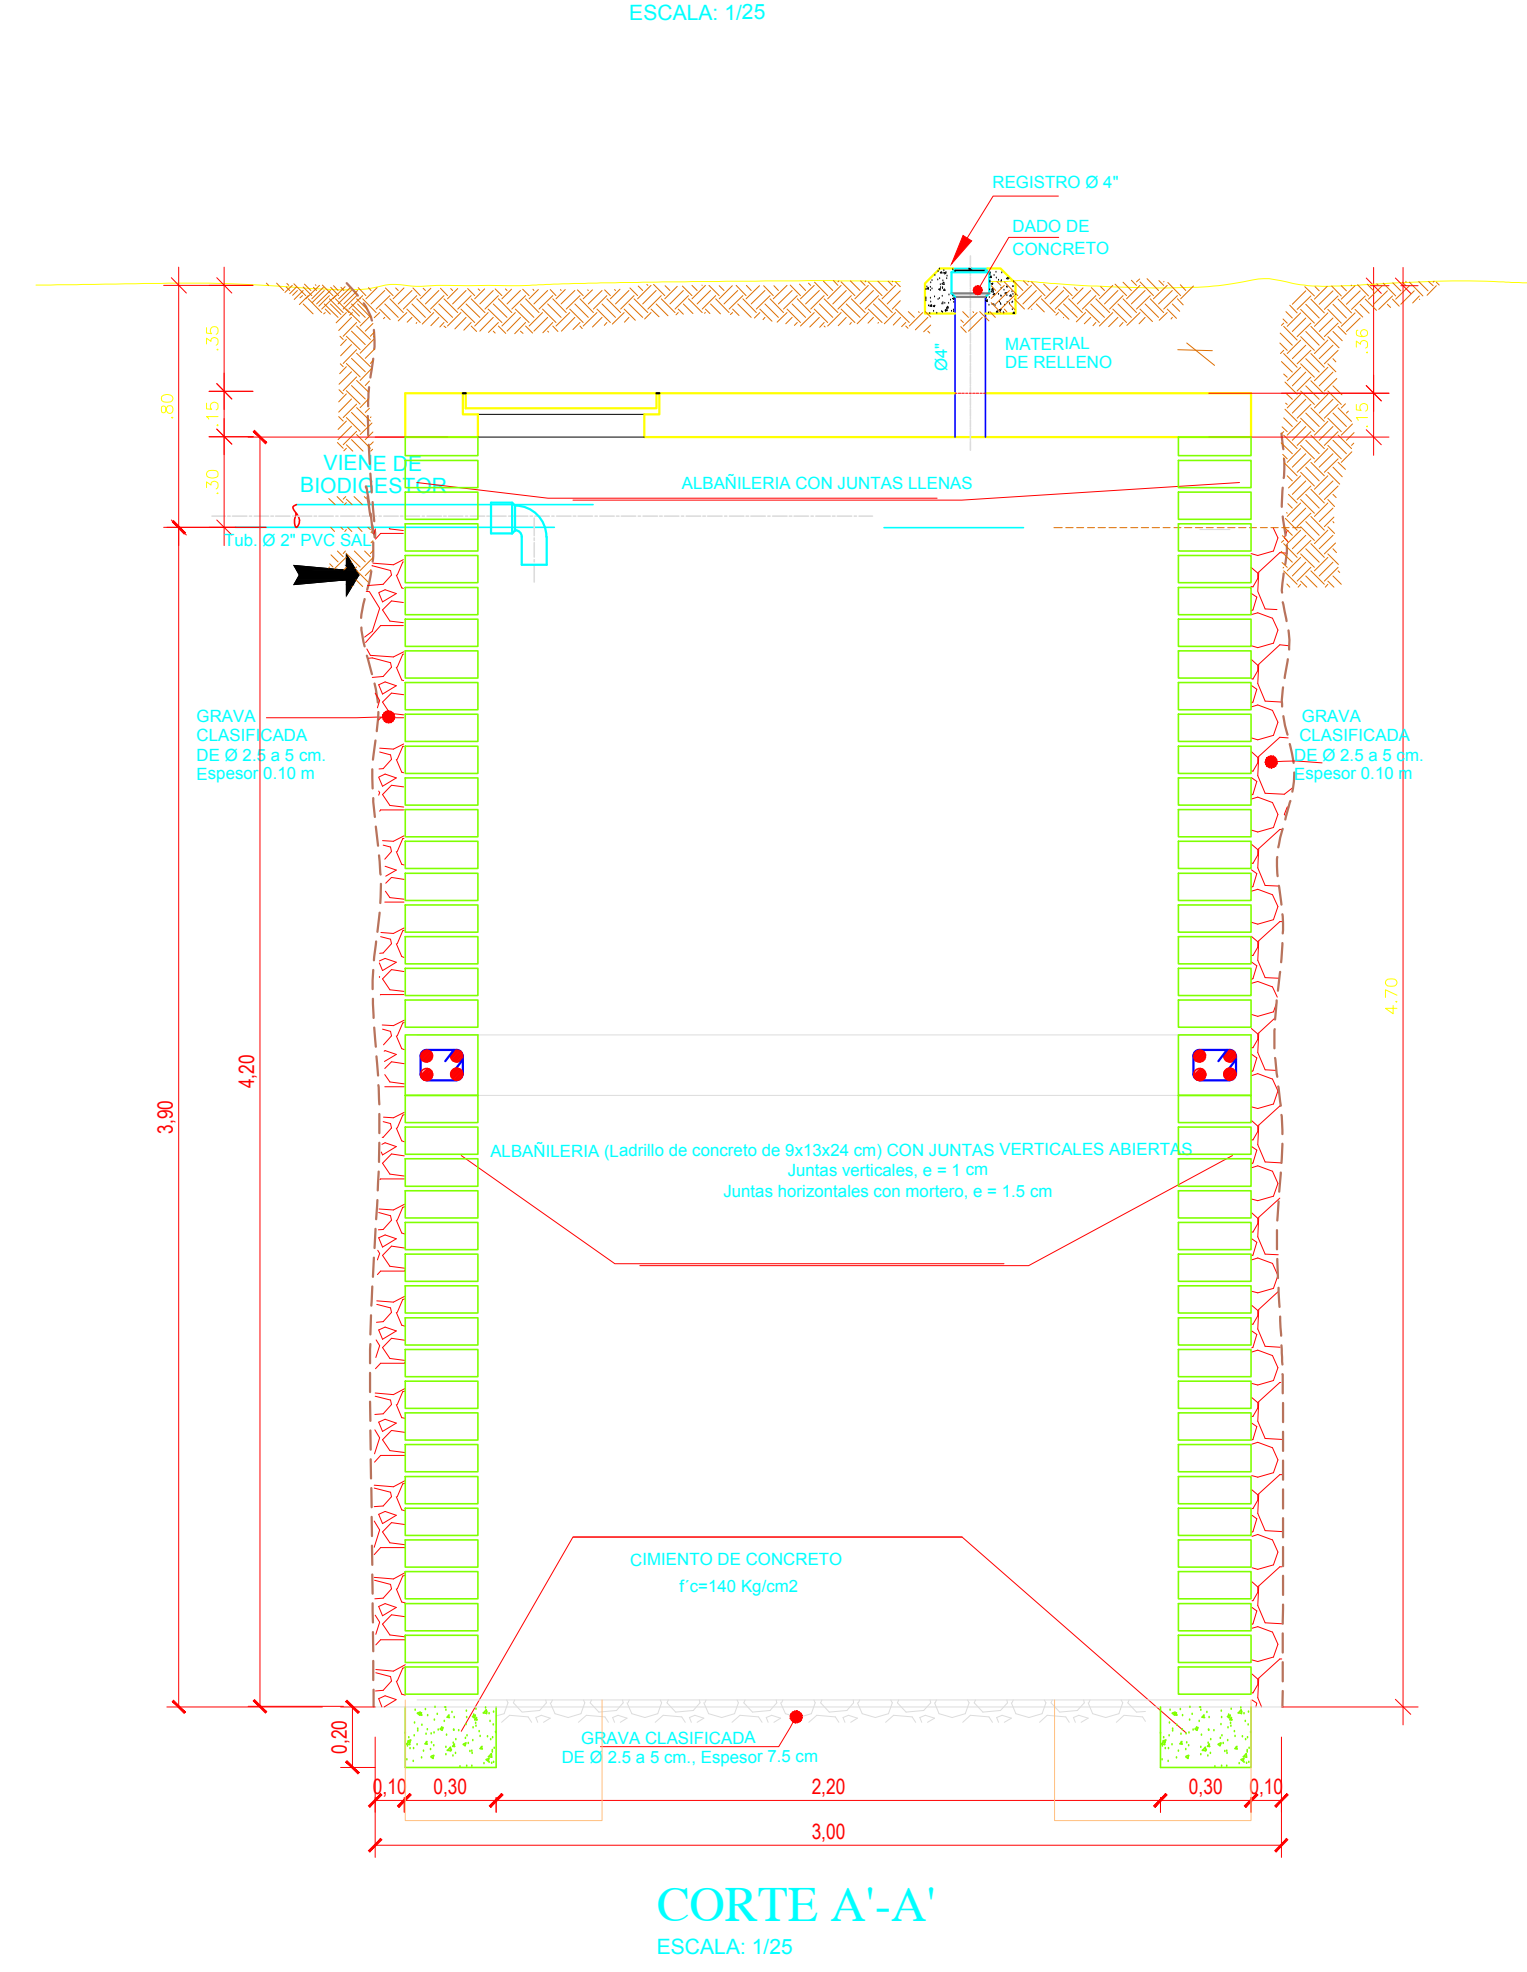 ESCALA: 1/25
REGISTRO Ø 4"
DADO DE
CONCRETO
.35
.36
Ø4"
MATERIAL
DE RELLENO
.80
.15
.15
VIENE DE
BIODIGESTOR
.30
ALBAÑILERIA CON JUNTAS LLENAS
Tub. Ø 2" PVC SAL
GRAVA
CLASIFICADA
DE Ø 2.5 a 5 cm.
Espesor 0.10 m
GRAVA
CLASIFICADA
DE Ø 2.5 a 5 cm.
Espesor 0.10 m
4.70
4,20
3,90
ALBAÑILERIA (Ladrillo de concreto de 9x13x24 cm) CON JUNTAS VERTICALES ABIERTAS
Juntas verticales, e = 1 cm
Juntas horizontales con mortero, e = 1.5 cm
CIMIENTO DE CONCRETO
f´c=140 Kg/cm2
0,20
GRAVA CLASIFICADA
DE Ø 2.5 a 5 cm., Espesor 7.5 cm
0,10 0,30 2,20 0,30 0,10
3,00
CORTE A'-A'
ESCALA: 1/25